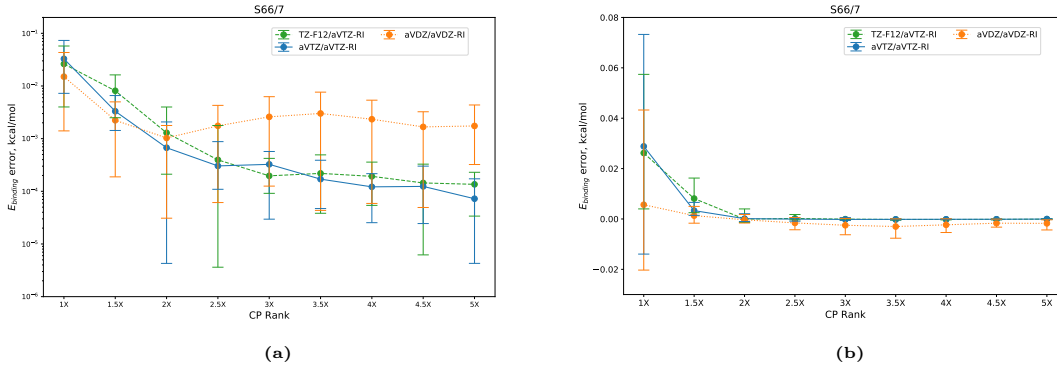 S66/7
TZ-F12/aVTZ-RI
aVTZ/aVTZ-RI
aVDZ/aVDZ-RI
10⁻¹
10⁻²
10⁻³
10⁻⁴
10⁻⁵
10⁻⁶
E_binding error, kcal/mol
1X 1.5X 2X 2.5X 3X 3.5X 4X 4.5X 5X
CP Rank
(a)
S66/7
TZ-F12/aVTZ-RI
aVTZ/aVTZ-RI
aVDZ/aVDZ-RI
0.08
0.06
0.04
0.02
0.00
−0.02
E_binding error, kcal/mol
1X 1.5X 2X 2.5X 3X 3.5X 4X 4.5X 5X
CP Rank
(b)